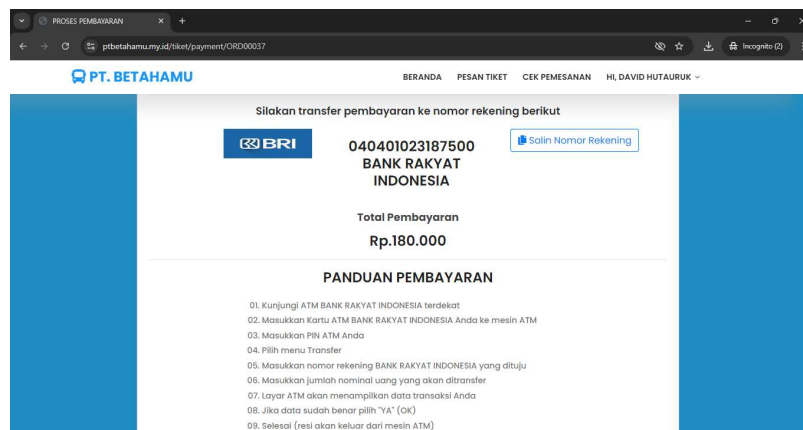 PROSES PEMBAYARAN
ptbetahamu.my.id/tiket/payment/ORD00037
Incognito (2)
PT. BETAHAMU
BERANDA PESAN TIKET CEK PEMESANAN HI, DAVID HUTAURUK
Silakan transfer pembayaran ke nomor rekening berikut
BRI
040401023187500
BANK RAKYAT
INDONESIA
Salin Nomor Rekening
Total Pembayaran
Rp.180.000
PANDUAN PEMBAYARAN
01. Kunjungi ATM BANK RAKYAT INDONESIA terdekat
02. Masukkan Kartu ATM BANK RAKYAT INDONESIA Anda ke mesin ATM
03. Masukkan PIN ATM Anda
04. Pilih menu Transfer
05. Masukkan nomor rekening BANK RAKYAT INDONESIA yang dituju
06. Masukkan jumlah nominal uang yang akan ditransfer
07. Layar ATM akan menampilkan data transaksi Anda
08. Jika data sudah benar pilih "YA" (OK)
09. Selesai (resi akan keluar dari mesin ATM)